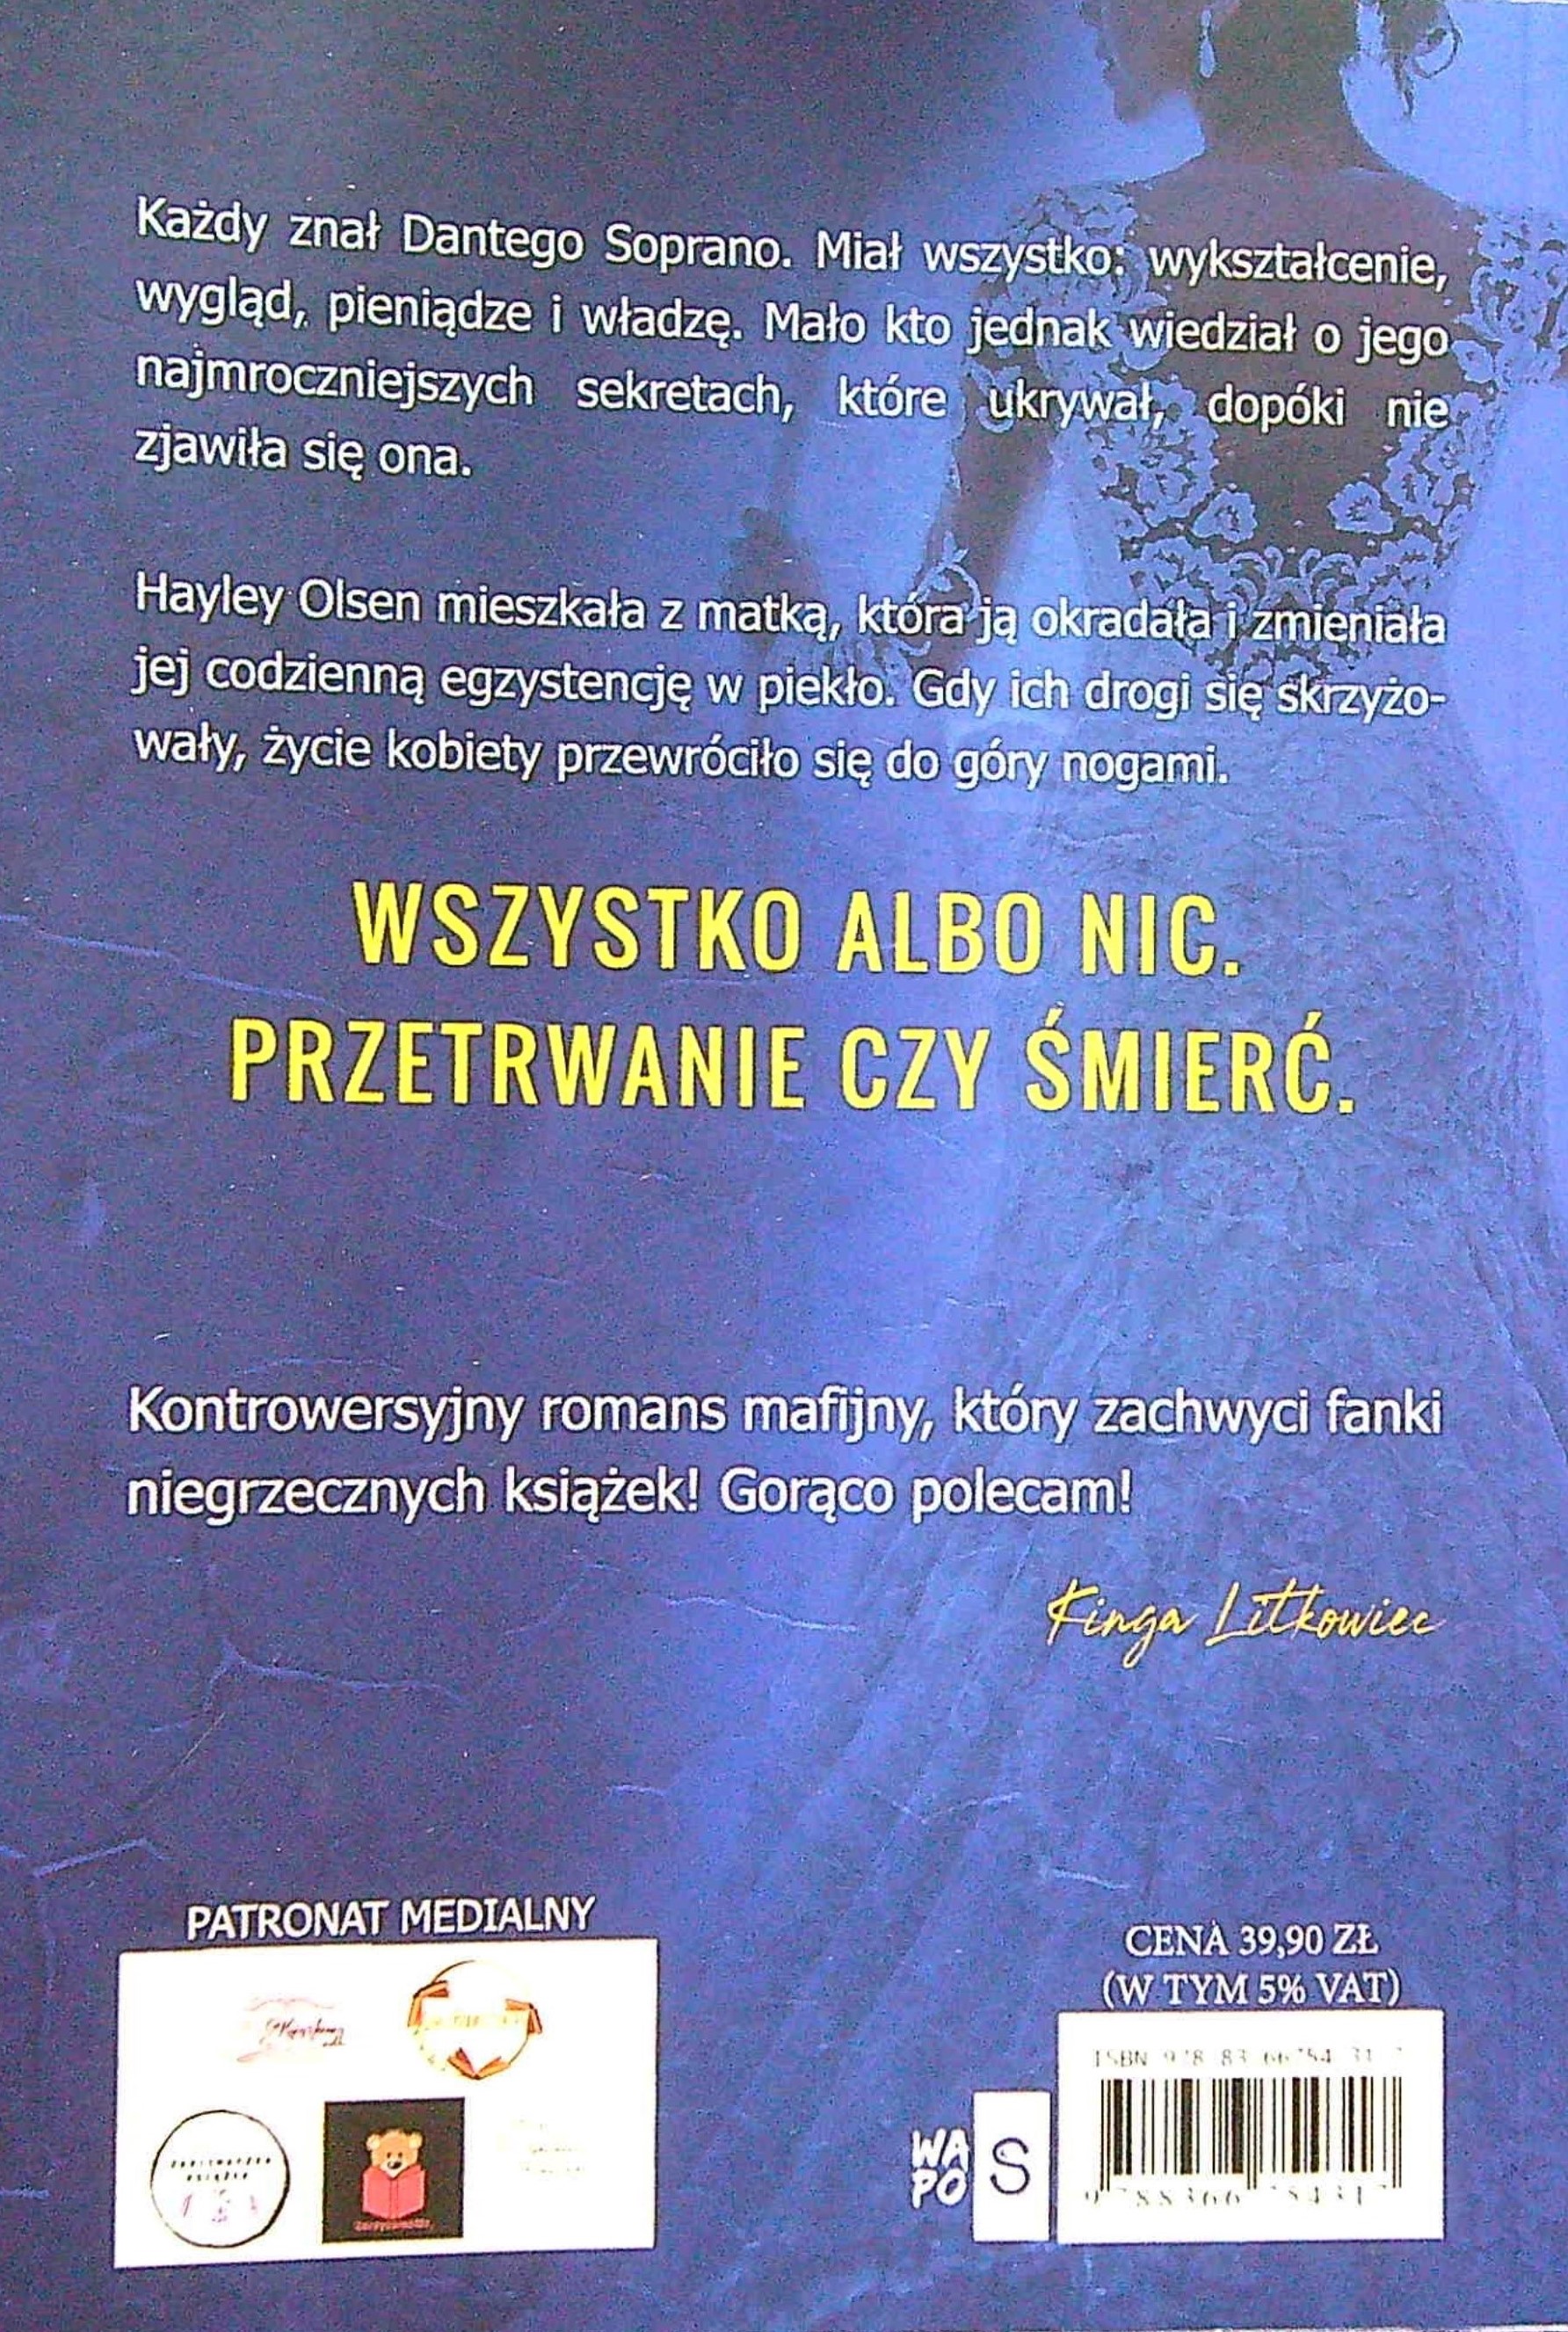 Każdy znał Dantego Soprano. Miał wszystko: wykształcenie,
wygląd, pieniądze i władzę. Mało kto jednak wiedział o jego
najmroczniejszych sekretach, które ukrywał, dopóki nie
zjawiła się ona.
Hayley Olsen mieszkała z matką, która ją okradała i zmieniała
jej codzienną egzystencję w piekło. Gdy ich drogi się skrzyżo-
wały, życie kobiety przewróciło się do góry nogami.
WSZYSTKO ALBO NIC.
PRZETRWANIE CZY ŚMIERĆ.
Kontrowersyjny romans mafijny, który zachwyci fanki
niegrzecznych książek! Gorąco polecam!
Kinga Litkowiec
PATRONAT MEDIALNY
CENA 39,90 ZŁ
(W TYM 5% VAT)
ISBN
WA
PO
S